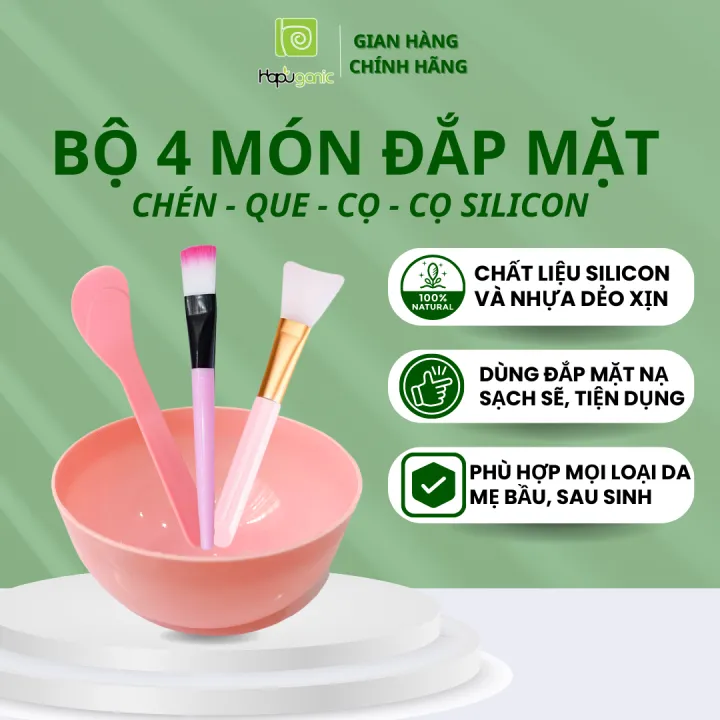 Hapuganic
GIAN HÀNG
CHÍNH HÃNG
BỘ 4 MÓN ĐẮP MẶT
CHÉN - QUE - CỌ - CỌ SILICON
100%
NATURAL
CHẤT LIỆU SILICON
VÀ NHỰA DẺO XỊN
DÙNG ĐẮP MẶT NẠ
SẠCH SẼ, TIỆN DỤNG
PHÙ HỢP MỌI LOẠI DA
MẸ BẦU, SAU SINH